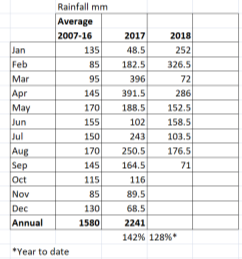 Rainfall mm
Average
2007-16 2017 2018
Jan 135 48.5 252
Feb 85 182.5 326.5
Mar 95 396 72
Apr 145 391.5 286
May 170 188.5 152.5
Jun 155 102 158.5
Jul 150 243 103.5
Aug 170 250.5 176.5
Sep 145 164.5 71
Oct 115 116
Nov 85 89.5
Dec 130 68.5
Annual 1580 2241
142% 128%*
*Year to date